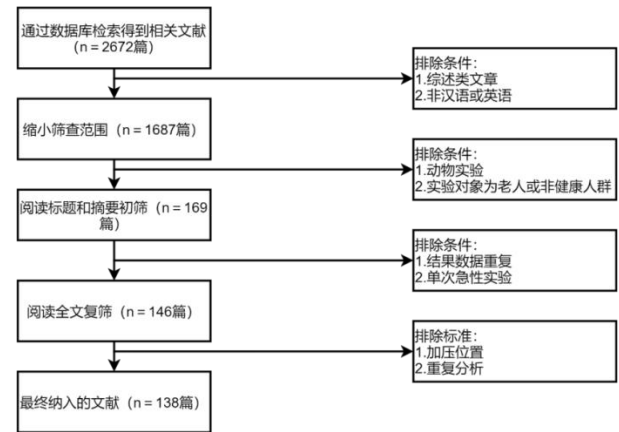 通过数据库检索得到相关文献
（n＝2672篇）
排除条件：
1.综述类文章
2.非汉语或英语
缩小筛查范围（n＝1687篇）
排除条件：
1.动物实验
2.实验对象为老人或非健康人群
阅读标题和摘要初筛（n＝169
篇）
排除条件：
1.结果数据重复
2.单次急性实验
阅读全文复筛（n＝146篇）
排除标准：
1.加压位置
2.重复分析
最终纳入的文献（n＝138篇）